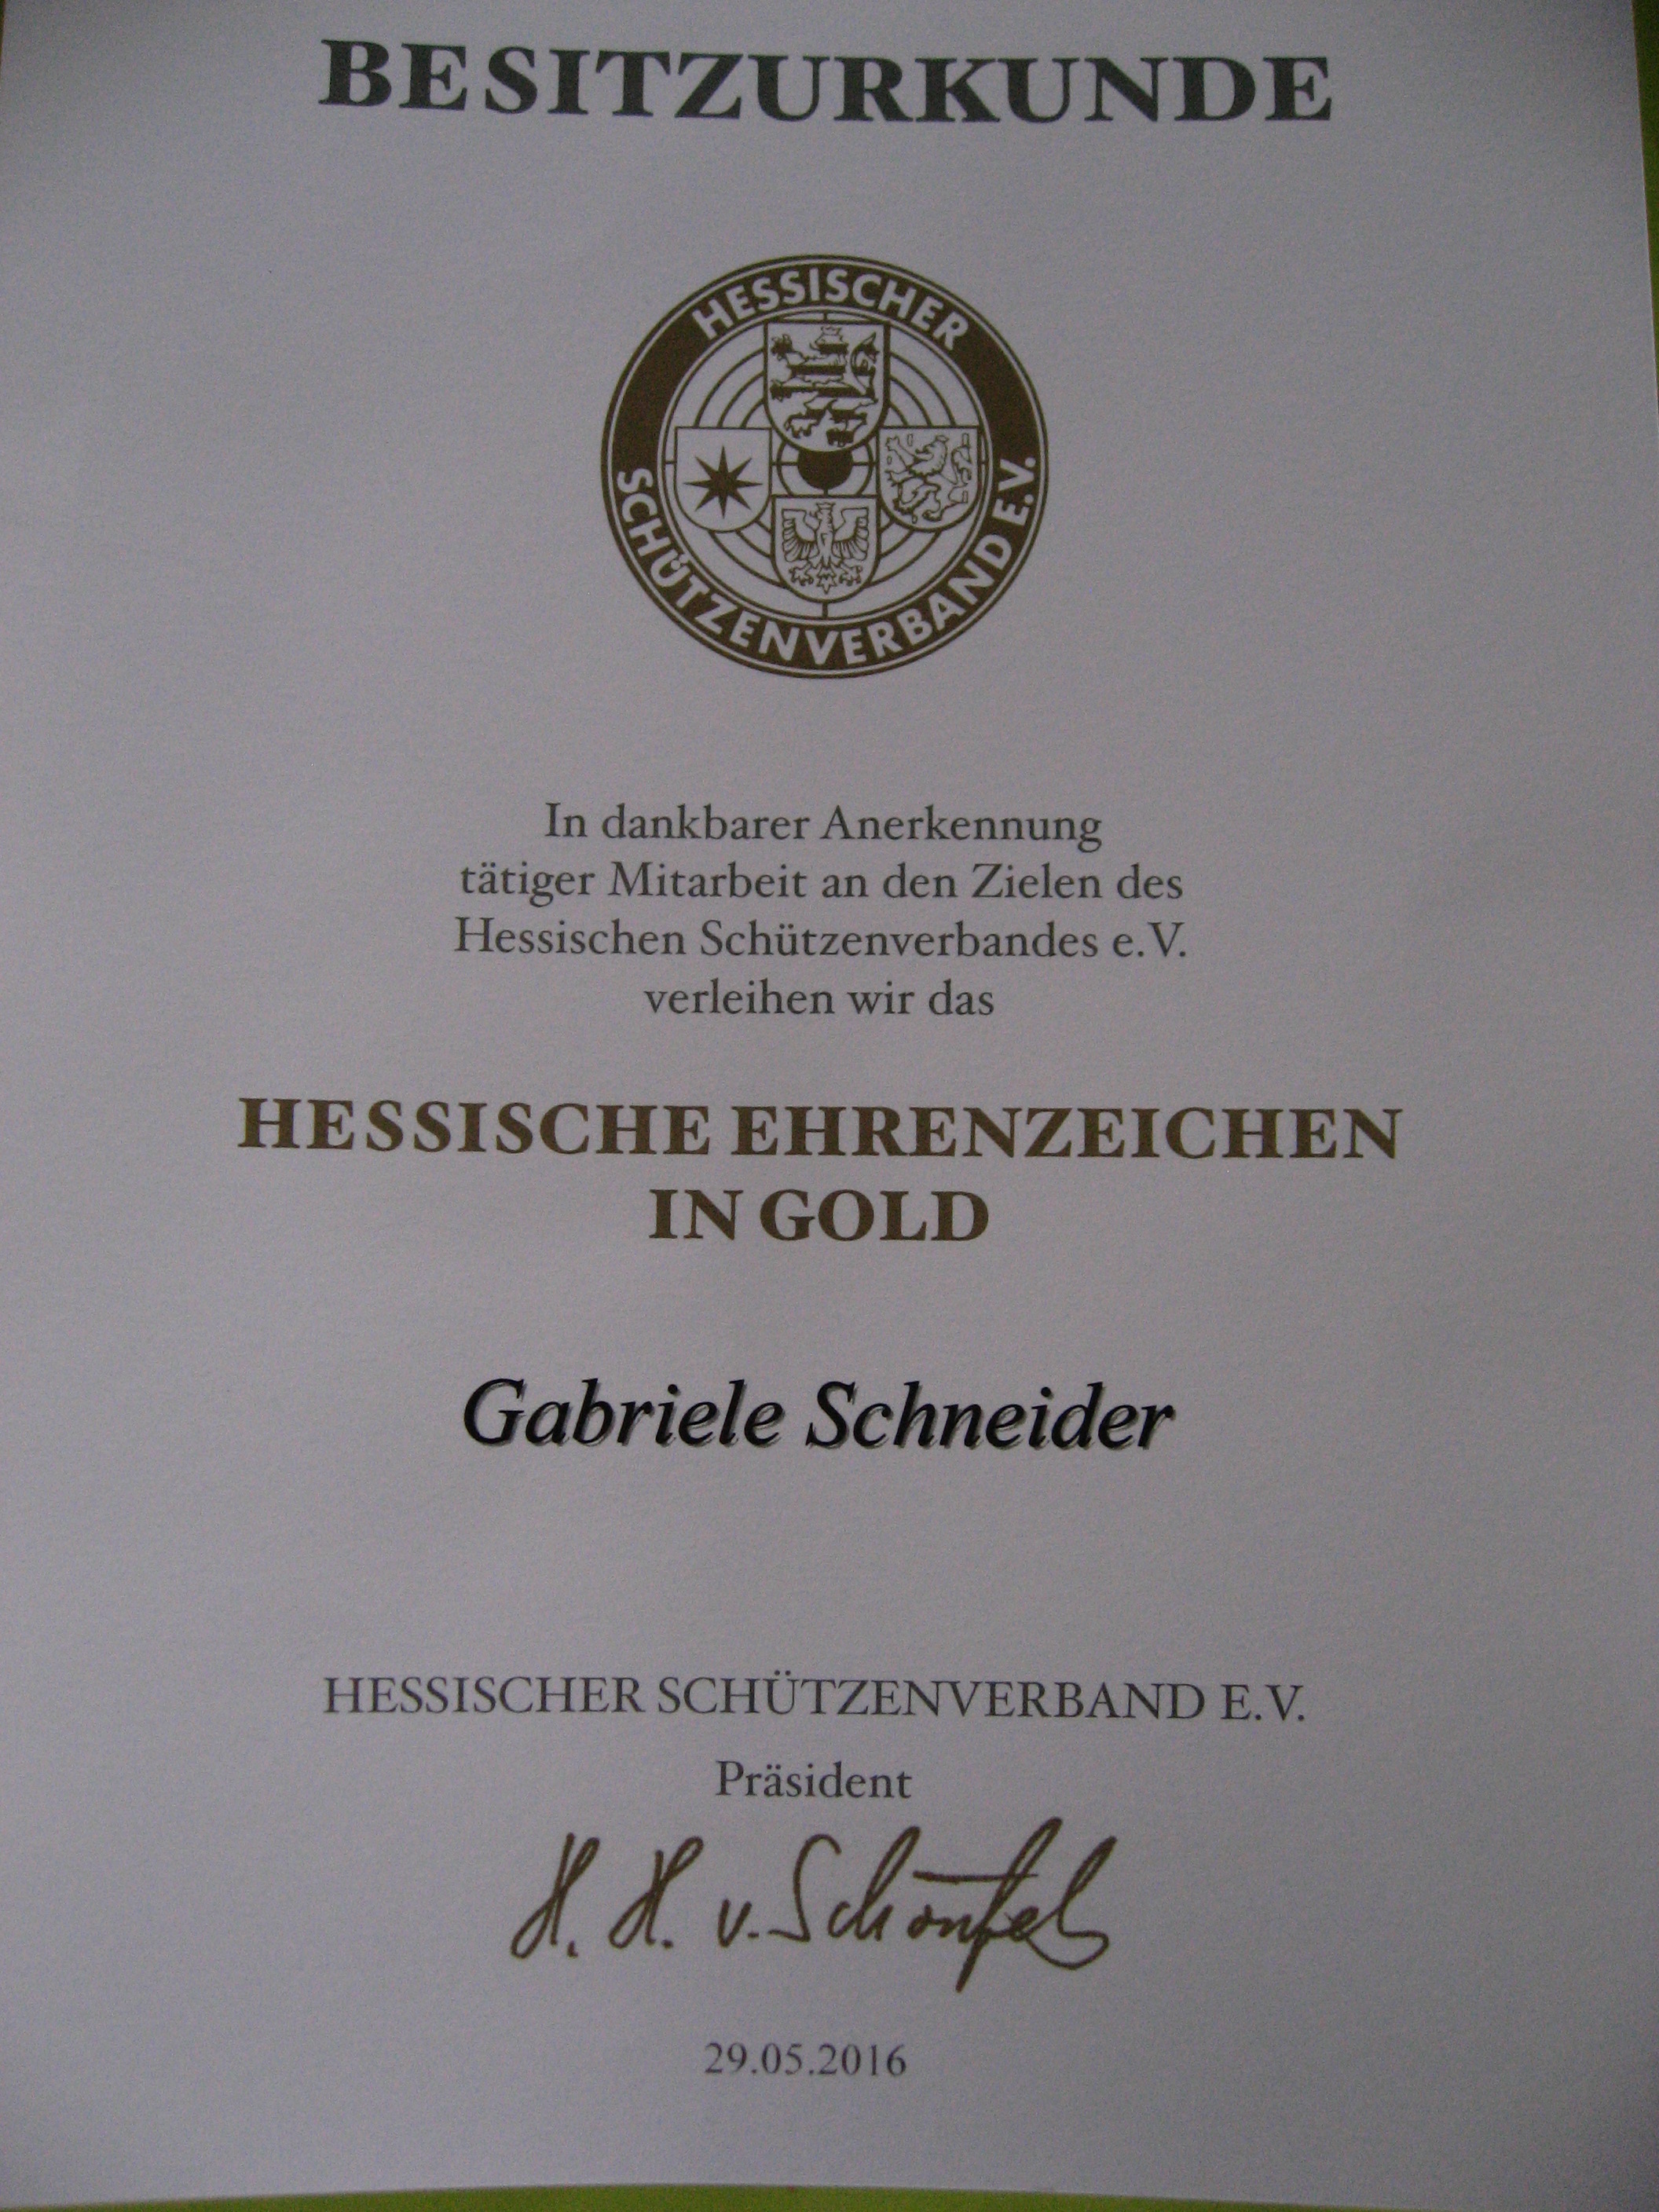 BESITZURKUNDE
HESSISCHER
SCHÜTZENVERBAND E.V.
In dankbarer Anerkennung
tätiger Mitarbeit an den Zielen des
Hessischen Schützenverbandes e.V.
verleihen wir das
HESSISCHE EHRENZEICHEN
IN GOLD
Gabriele Schneider
HESSISCHER SCHÜTZENVERBAND E.V.
Präsident
H. H. v. Schönfels
29.05.2016